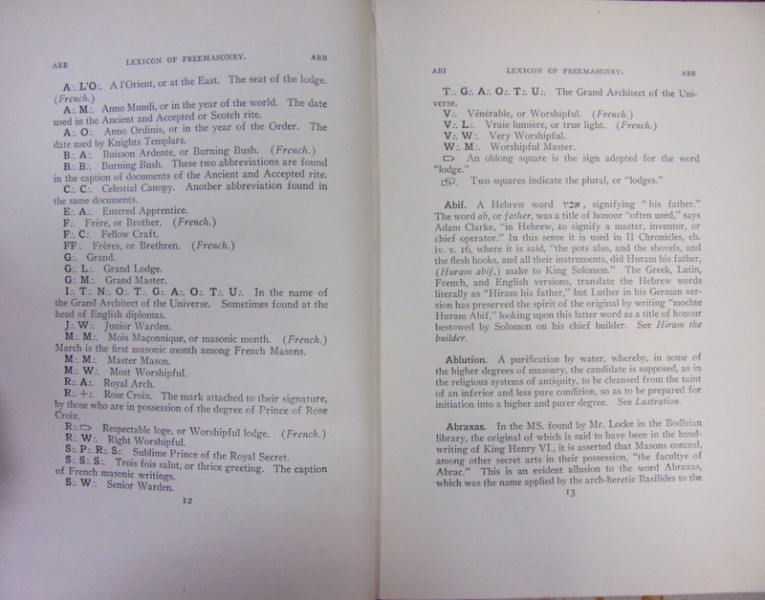 ABB LEXICON OF FREEMASONRY. ABB
A∴ L'O∴ A l'Orient, or at the East. The seat of the lodge.
(French.)
A∴ M∴ Anno Mundi, or in the year of the world. The date
used in the Ancient and Accepted or Scotch rite.
A∴ O∴ Anno Ordinis, or in the year of the Order. The
date used by Knights Templars.
B∴ A∴ Buisson Ardente, or Burning Bush. (French.)
B∴ B∴ Burning Bush. These two abbreviations are found
in the caption of documents of the Ancient and Accepted rite.
C∴ C∴ Celestial Canopy. Another abbreviation found in
the same documents.
E∴ A∴ Entered Apprentice.
F∴ Frère, or Brother. (French.)
F∴ C∴ Fellow Craft.
FF∴ Frères, or Brethren. (French.)
G∴ Grand.
G∴ L∴ Grand Lodge.
G∴ M∴ Grand Master.
I∴ T∴ N∴ O∴ T∴ G∴ A∴ O∴ T∴ U∴ In the name of
the Grand Architect of the Universe. Sometimes found at the
head of English diplomas.
J∴ W∴ Junior Warden.
M∴ M∴ Mois Maçonnique, or masonic month. (French.)
March is the first masonic month among French Masons.
M∴ M∴ Master Mason.
M∴ W∴ Most Worshipful.
R∴ A∴ Royal Arch.
R∴ +∴ Rose Croix. The mark attached to their signature,
by those who are in possession of the degree of Prince of Rose
Croix.
R∴ ▭ Respectable loge, or Worshipful lodge. (French.)
R∴ W∴ Right Worshipful.
S∴ P∴ R∴ S∴ Sublime Prince of the Royal Secret.
S∴ S∴ S∴ Trois fois salut, or thrice greeting. The caption
of French masonic writings.
S∴ W∴ Senior Warden.
12
ABI LEXICON OF FREEMASONRY. ABR
T∴ G∴ A∴ O∴ T∴ U∴ The Grand Architect of the Uni-
verse.
V∴ Vénérable, or Worshipful. (French.)
V∴ L∴ Vraie lumière, or true light. (French.)
V∴ W∴ Very Worshipful.
W∴ M∴ Worshipful Master.
▭ An oblong square is the sign adopted for the word
"lodge."
Two squares indicate the plural, or "lodges."
Abif. A Hebrew word אביו, signifying "his father."
The word ab, or father, was a title of honour "often used," says
Adam Clarke, "in Hebrew, to signify a master, inventor, or
chief operator." In this sense it is used in II Chronicles, ch.
iv. v. 16, where it is said, "the pots also, and the shovels, and
the flesh hooks, and all their instruments, did Huram his father,
(Huram abif,) make to King Solomon." The Greek, Latin,
French, and English versions, translate the Hebrew words
literally as "Hiram his father," but Luther in his German ver-
sion has preserved the spirit of the original by writing "mochte
Huram Abif," looking upon this latter word as a title of honour
bestowed by Solomon on his chief builder. See Hiram the
builder.
Ablution. A purification by water, whereby, in some of
the higher degrees of masonry, the candidate is supposed, as in
the religious systems of antiquity, to be cleansed from the taint
of an inferior and less pure condition, so as to be prepared for
initiation into a higher and purer degree. See Lustration.
Abraxas. In the MS. found by Mr. Locke in the Bodleian
library, the original of which is said to have been in the hand-
writing of King Henry VI., it is asserted that Masons conceal,
among other secret arts in their possession, "the facultye of
Abrac." This is an evident allusion to the word Abraxas,
which was the name applied by the arch-heretic Basilides to the
13